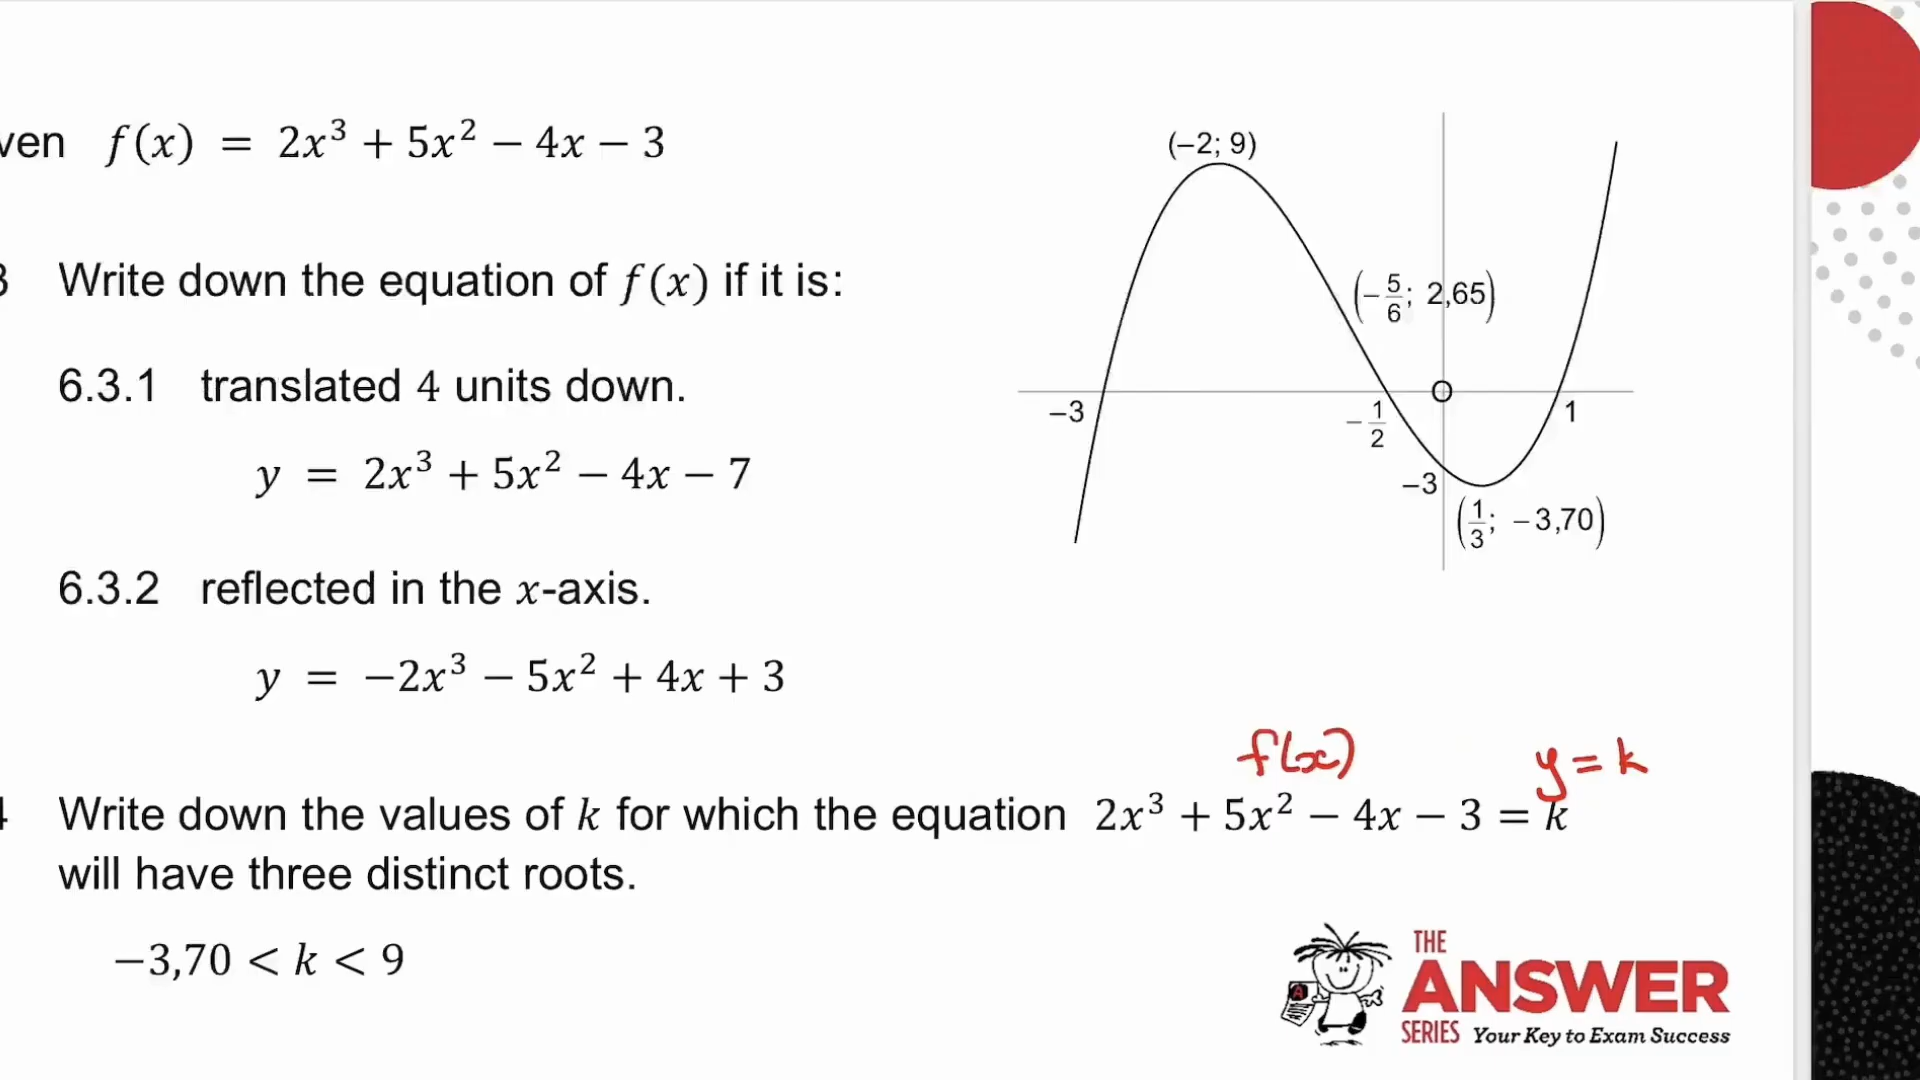 ven f(x) = 2x³ + 5x² − 4x − 3
3 Write down the equation of f(x) if it is:
6.3.1 translated 4 units down.
y = 2x³ + 5x² − 4x − 7
6.3.2 reflected in the x-axis.
y = −2x³ − 5x² + 4x + 3
(−2; 9)
(−5/6; 2,65)
−3
−1/2
O
1
−3
(1/3; −3,70)
f(x) y = k
4 Write down the values of k for which the equation 2x³ + 5x² − 4x − 3 = k
will have three distinct roots.
−3,70 < k < 9
A
THE
ANSWER
SERIES Your Key to Exam Success